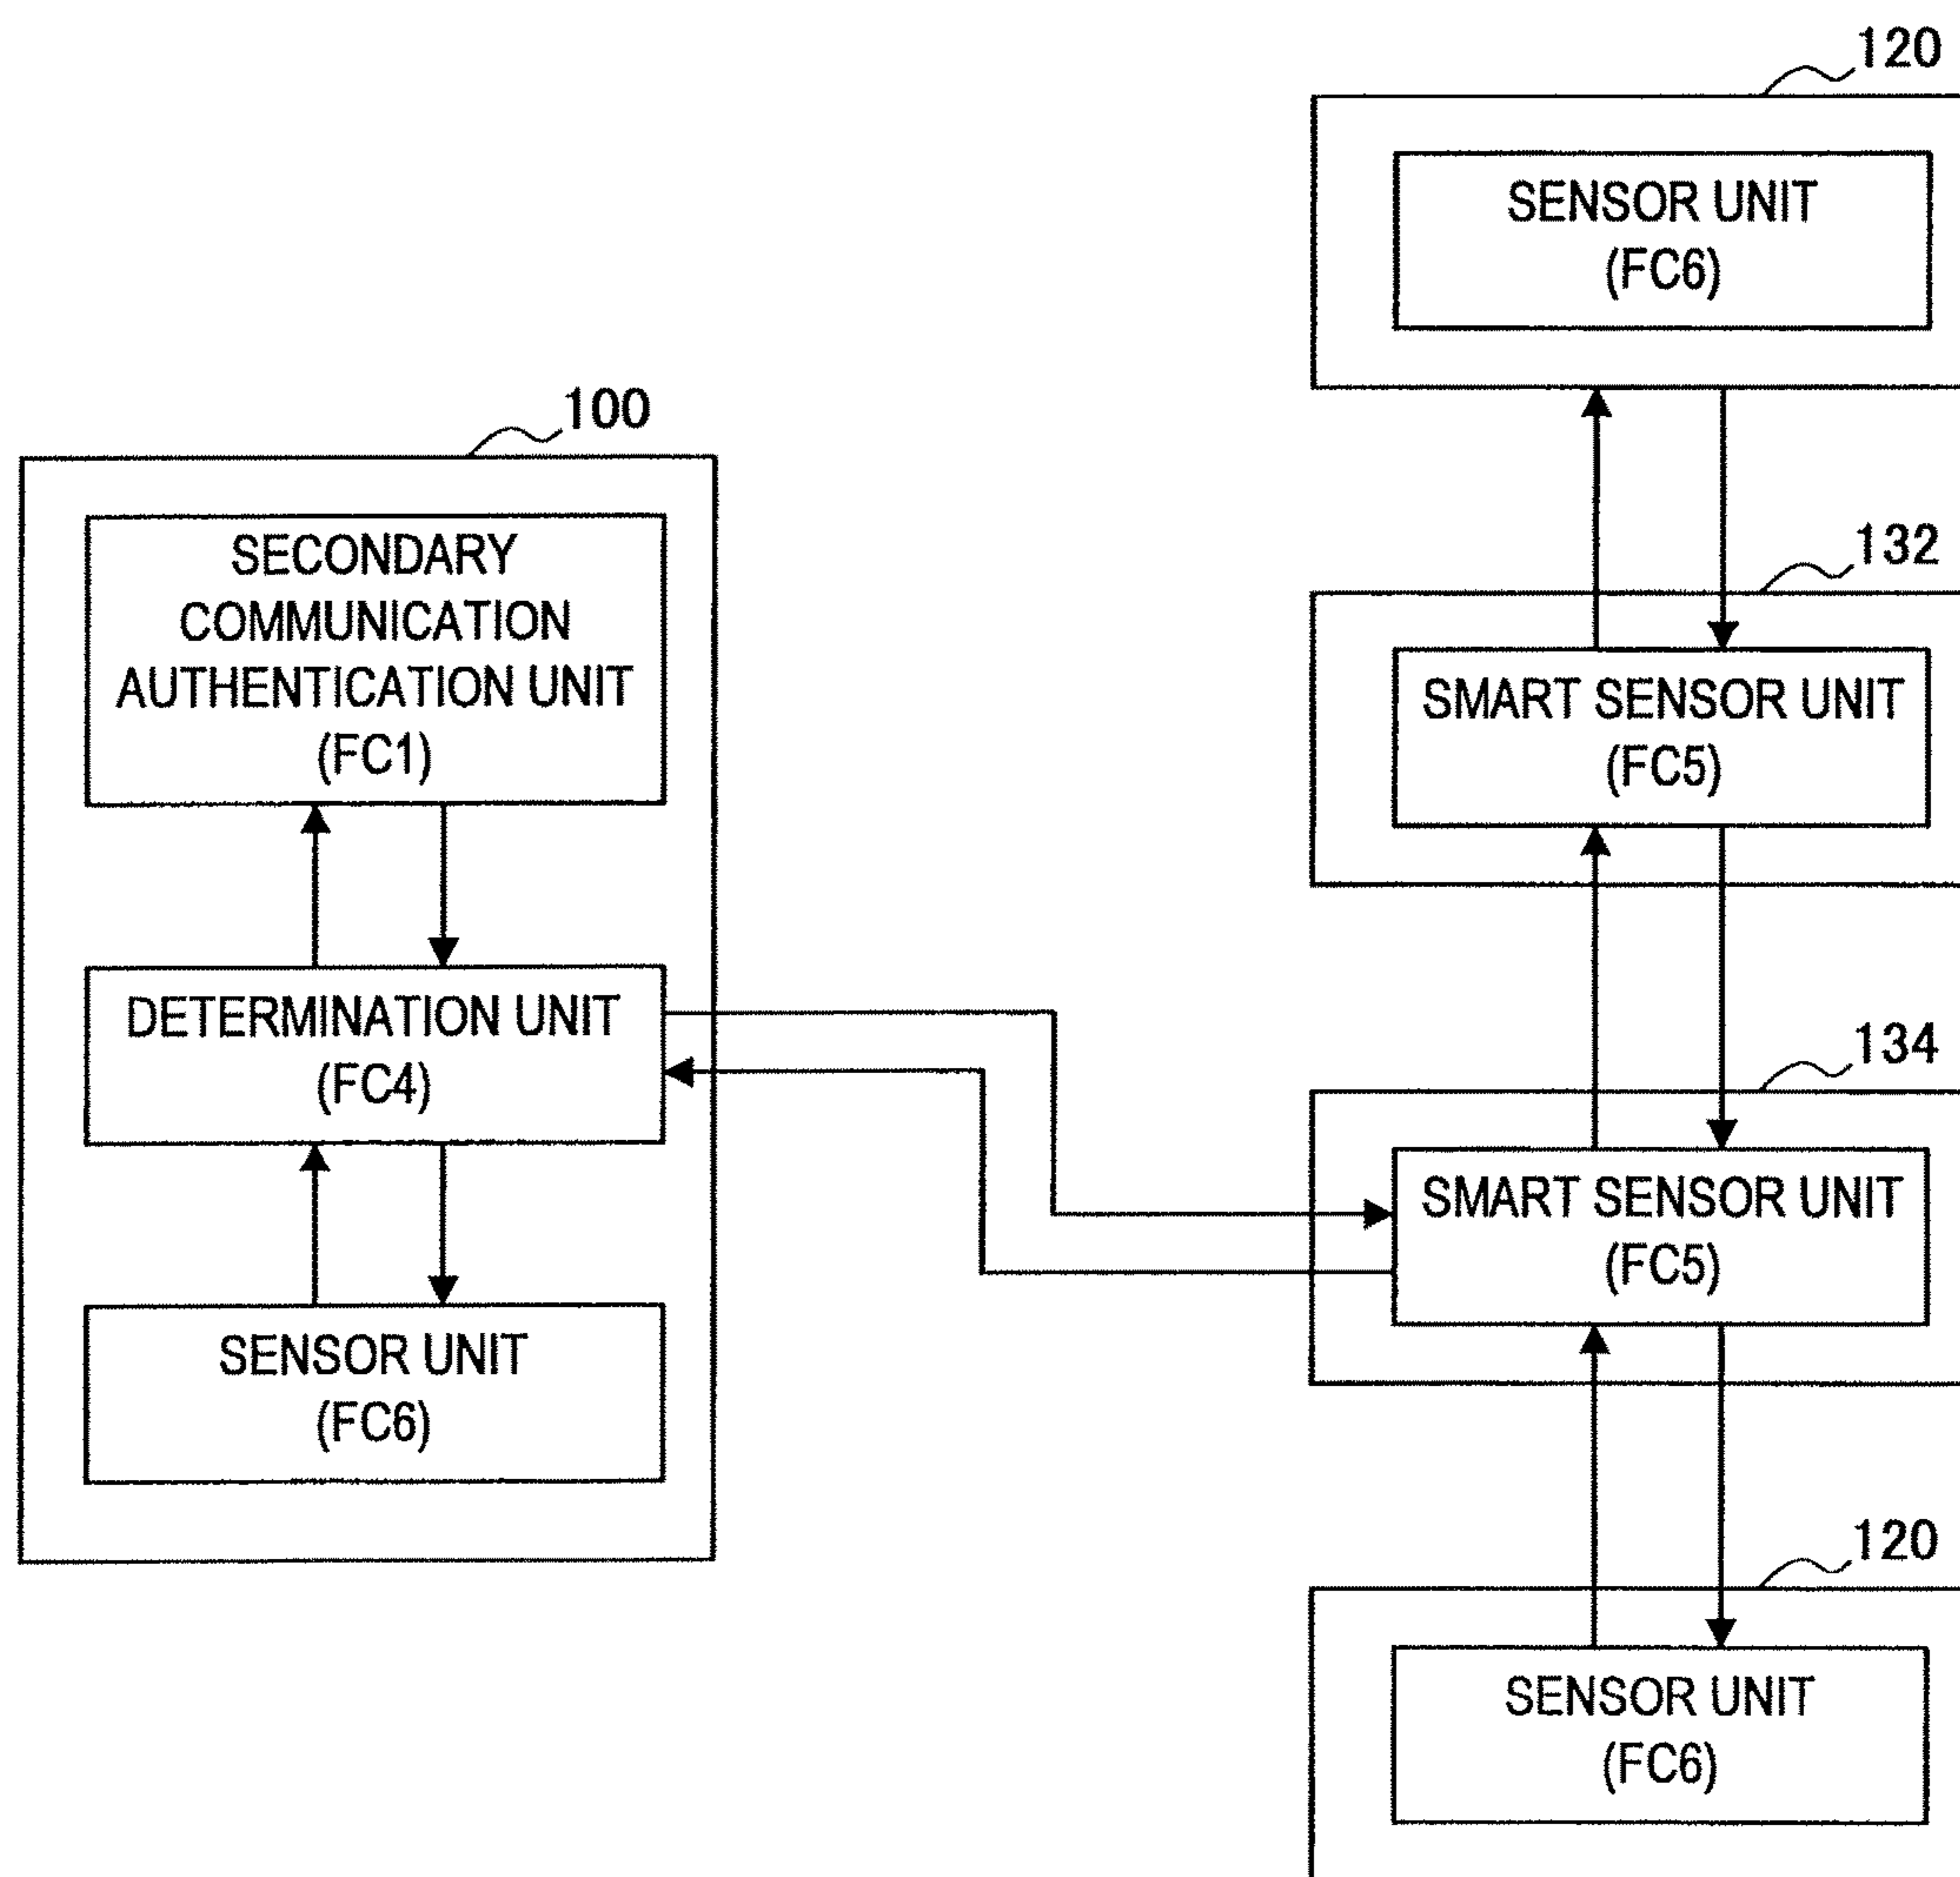 100
SECONDARY
COMMUNICATION
AUTHENTICATION UNIT
(FC1)
DETERMINATION UNIT
(FC4)
SENSOR UNIT
(FC6)
120
SENSOR UNIT
(FC6)
132
SMART SENSOR UNIT
(FC5)
134
SMART SENSOR UNIT
(FC5)
120
SENSOR UNIT
(FC6)